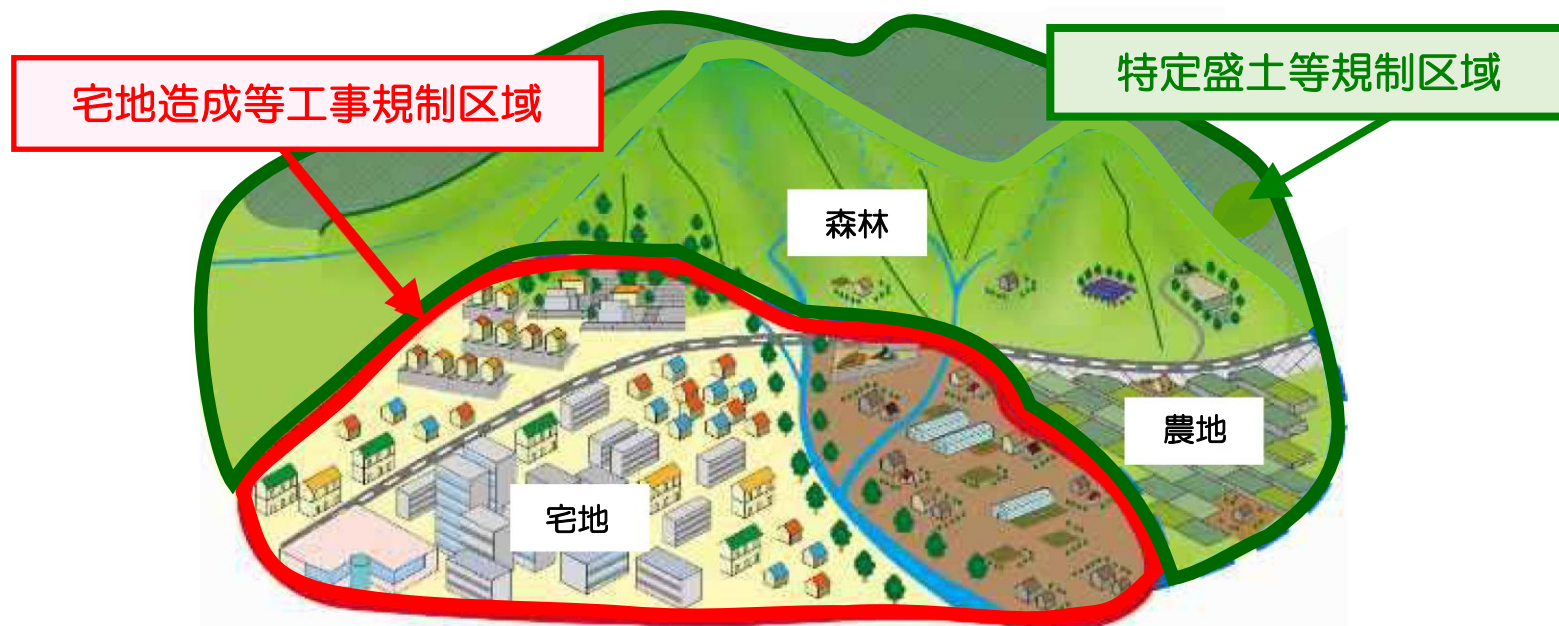 宅地造成等工事規制区域
特定盛土等規制区域
森林
農地
宅地